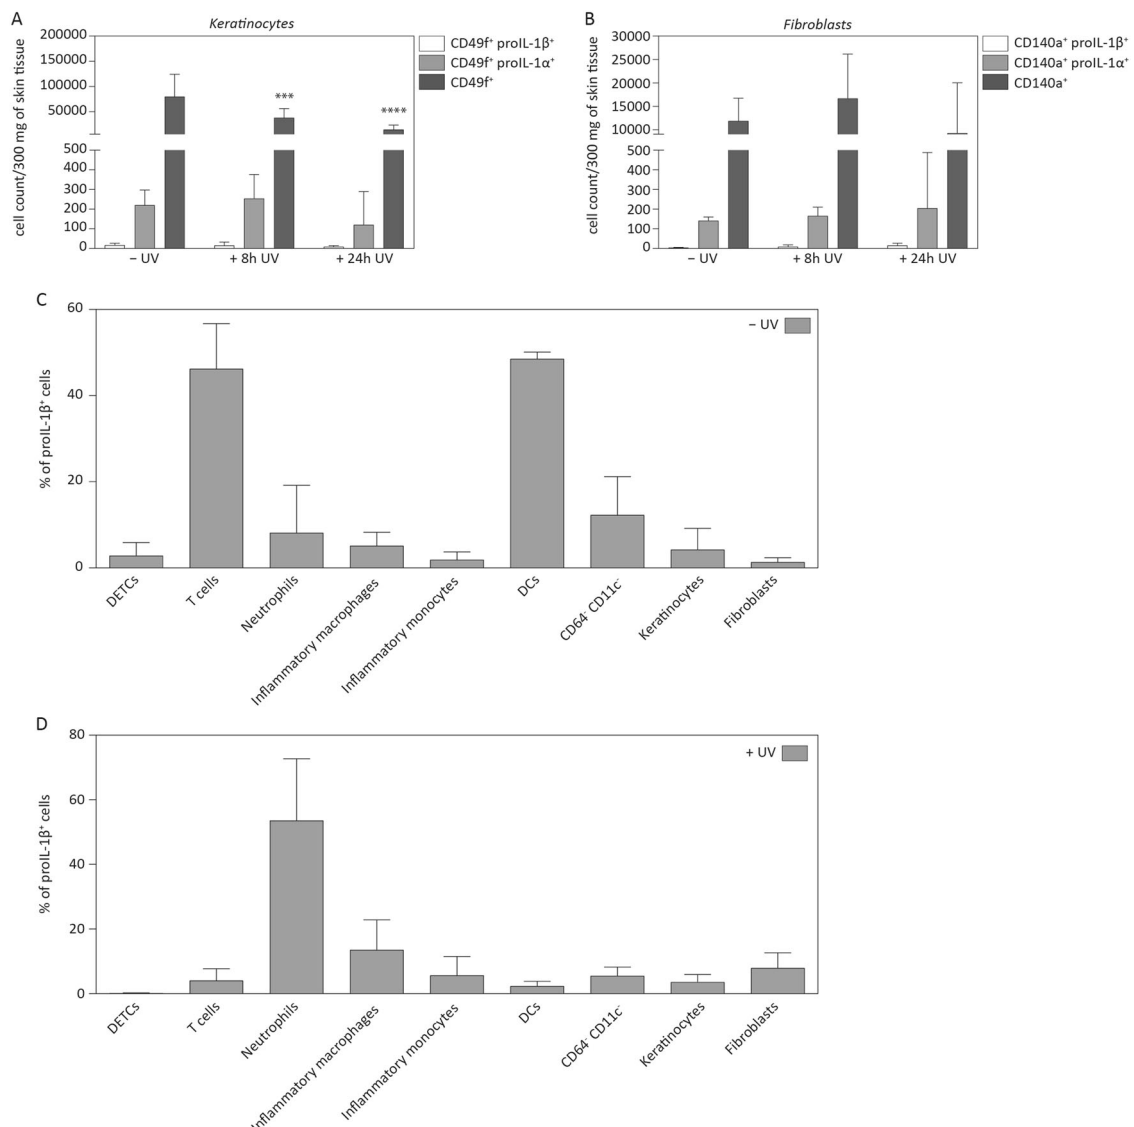 A
Keratinocytes
cell count/300 mg of skin tissue
200000
150000
100000
50000
500
400
300
200
100
0
***
****
− UV
+ 8h UV
+ 24h UV
CD49f⁺ proIL-1β⁺
CD49f⁺ proIL-1α⁺
CD49f⁺
B
Fibroblasts
cell count/300 mg of skin tissue
30000
25000
20000
15000
10000
500
400
300
200
100
0
− UV
+ 8h UV
+ 24h UV
CD140a⁺ proIL-1β⁺
CD140a⁺ proIL-1α⁺
CD140a⁺
C
% of proIL-1β⁺ cells
60
40
20
0
− UV
DETCs
T cells
Neutrophils
Inflammatory macrophages
Inflammatory monocytes
DCs
CD64⁻ CD11c⁻
Keratinocytes
Fibroblasts
D
% of proIL-1β⁺ cells
80
60
40
20
0
+ UV
DETCs
T cells
Neutrophils
Inflammatory macrophages
Inflammatory monocytes
DCs
CD64⁻ CD11c⁻
Keratinocytes
Fibroblasts